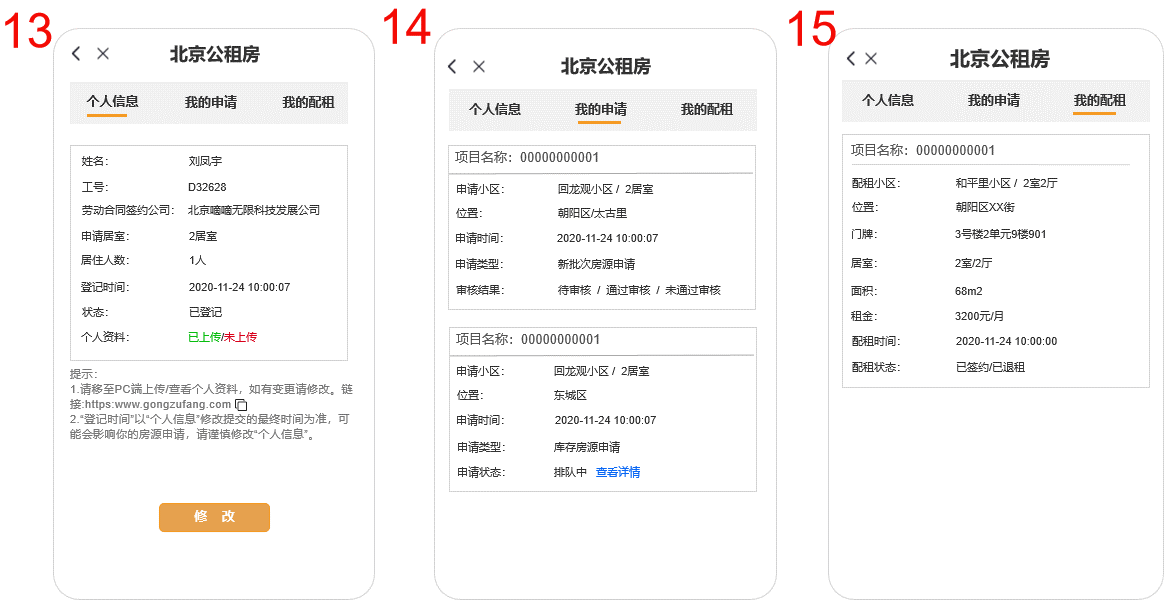 13
北京公租房
个人信息 我的申请 我的配租
姓名： 刘凤宇
工号： D32628
劳动合同签约公司： 北京嘀嘀无限科技发展公司
申请居室： 2居室
居住人数： 1人
登记时间： 2020-11-24 10:00:07
状态： 已登记
个人资料： 已上传/未上传
提示：
1.请移至PC端上传/查看个人资料，如有变更请修改。链
接:https:www.gongzufang.com
2.“登记时间”以“个人信息”修改提交的最终时间为准，可
能会影响你的房源申请，请谨慎修改“个人信息”。
修 改
14
北京公租房
个人信息 我的申请 我的配租
项目名称：00000000001
申请小区： 回龙观小区 / 2居室
位置： 朝阳区/太古里
申请时间： 2020-11-24 10:00:07
申请类型： 新批次房源申请
审核结果： 待审核 / 通过审核 / 未通过审核
项目名称：00000000001
申请小区： 回龙观小区 / 2居室
位置： 东城区
申请时间： 2020-11-24 10:00:07
申请类型： 库存房源申请
申请状态： 排队中 查看详情
15
北京公租房
个人信息 我的申请 我的配租
项目名称：00000000001
配租小区： 和平里小区 / 2室2厅
位置： 朝阳区XX街
门牌： 3号楼2单元9楼901
居室： 2室/2厅
面积： 68m2
租金： 3200元/月
配租时间： 2020-11-24 10:00:00
配租状态： 已签约/已退租